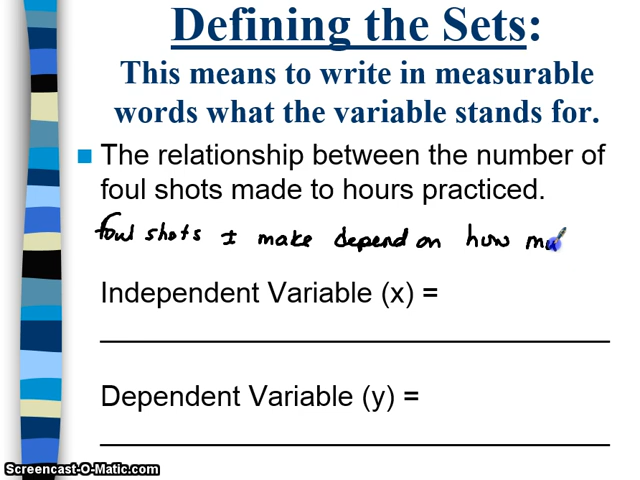 Defining the Sets:
This means to write in measurable
words what the variable stands for.
The relationship between the number of
foul shots made to hours practiced.
foul shots I make depend on how mu
Independent Variable (x) =
Dependent Variable (y) =
Screencast-O-Matic.com